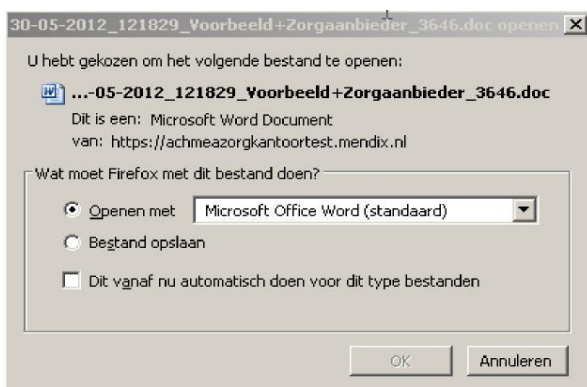 30-05-2012_121829_Voorbeeld+Zorgaanbieder_3646.doc openen
U hebt gekozen om het volgende bestand te openen:
...-05-2012_121829_Voorbeeld+Zorgaanbieder_3646.doc
Dit is een: Microsoft Word Document
van: https://achmeazorgkantoortest.mendix.nl
Wat moet Firefox met dit bestand doen?
Openen met Microsoft Office Word (standaard)
Bestand opslaan
Dit vanaf nu automatisch doen voor dit type bestanden
OK Annuleren